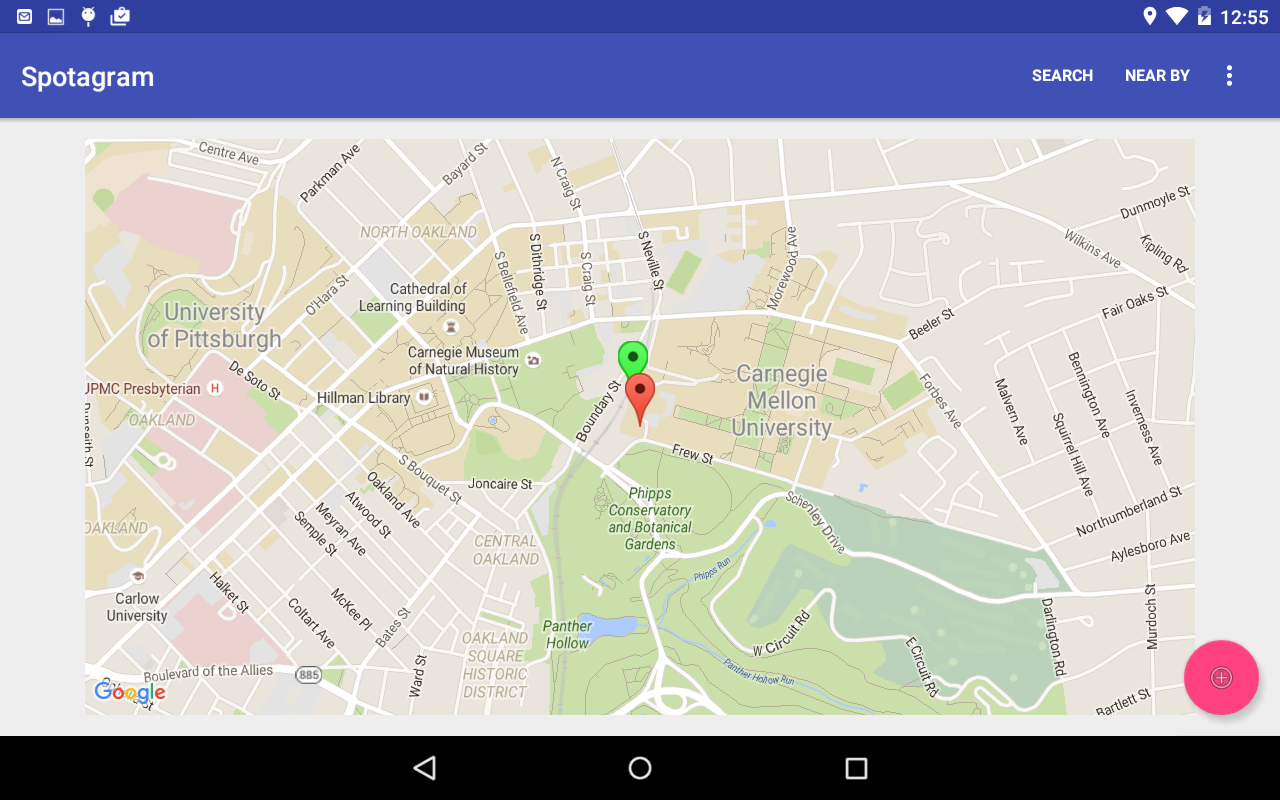 12:55
Spotagram
SEARCH
NEAR BY
Centre Ave
Parkman Ave
Bayard St
N Craig St
Dunmoyle St
NORTH OAKLAND
S Dithridge St
S Neville St
Morewood Ave
Wilkins Ave
Kipling Rd
S Bellefield Ave
S Craig St
O'Hara St
Cathedral of
Learning Building
Fair Oaks St
University
of Pittsburgh
Beeler St
Carnegie Museum
of Natural History
De Soto St
UPMC Presbyterian
H
Hillman Library
Carnegie
Mellon
University
Forbes Ave
Malvern Ave
Bennington Ave
Inverness Ave
Squirrel Hill Ave
OAKLAND
Boundary St
Frew St
S Bouquet St
Joncaire St
Oakland Ave
Atwood St
Meyran Ave
Semple St
Phipps
Conservatory
and Botanical
Gardens
Schenley Drive
Northumberland St
Aylesboro Ave
OAKLAND
CENTRAL
OAKLAND
Phipps Run
Carlow
University
Halket St
Coltart Ave
McKee Pl
Bates St
Panther
Hollow
W Circuit Rd
E Circuit Rd
Darlington Rd
Murdoch St
OAKLAND
SQUARE
HISTORIC
DISTRICT
Ward St
Panther Hollow Run
Boulevard of the Allies
885
Bartlett St
Google